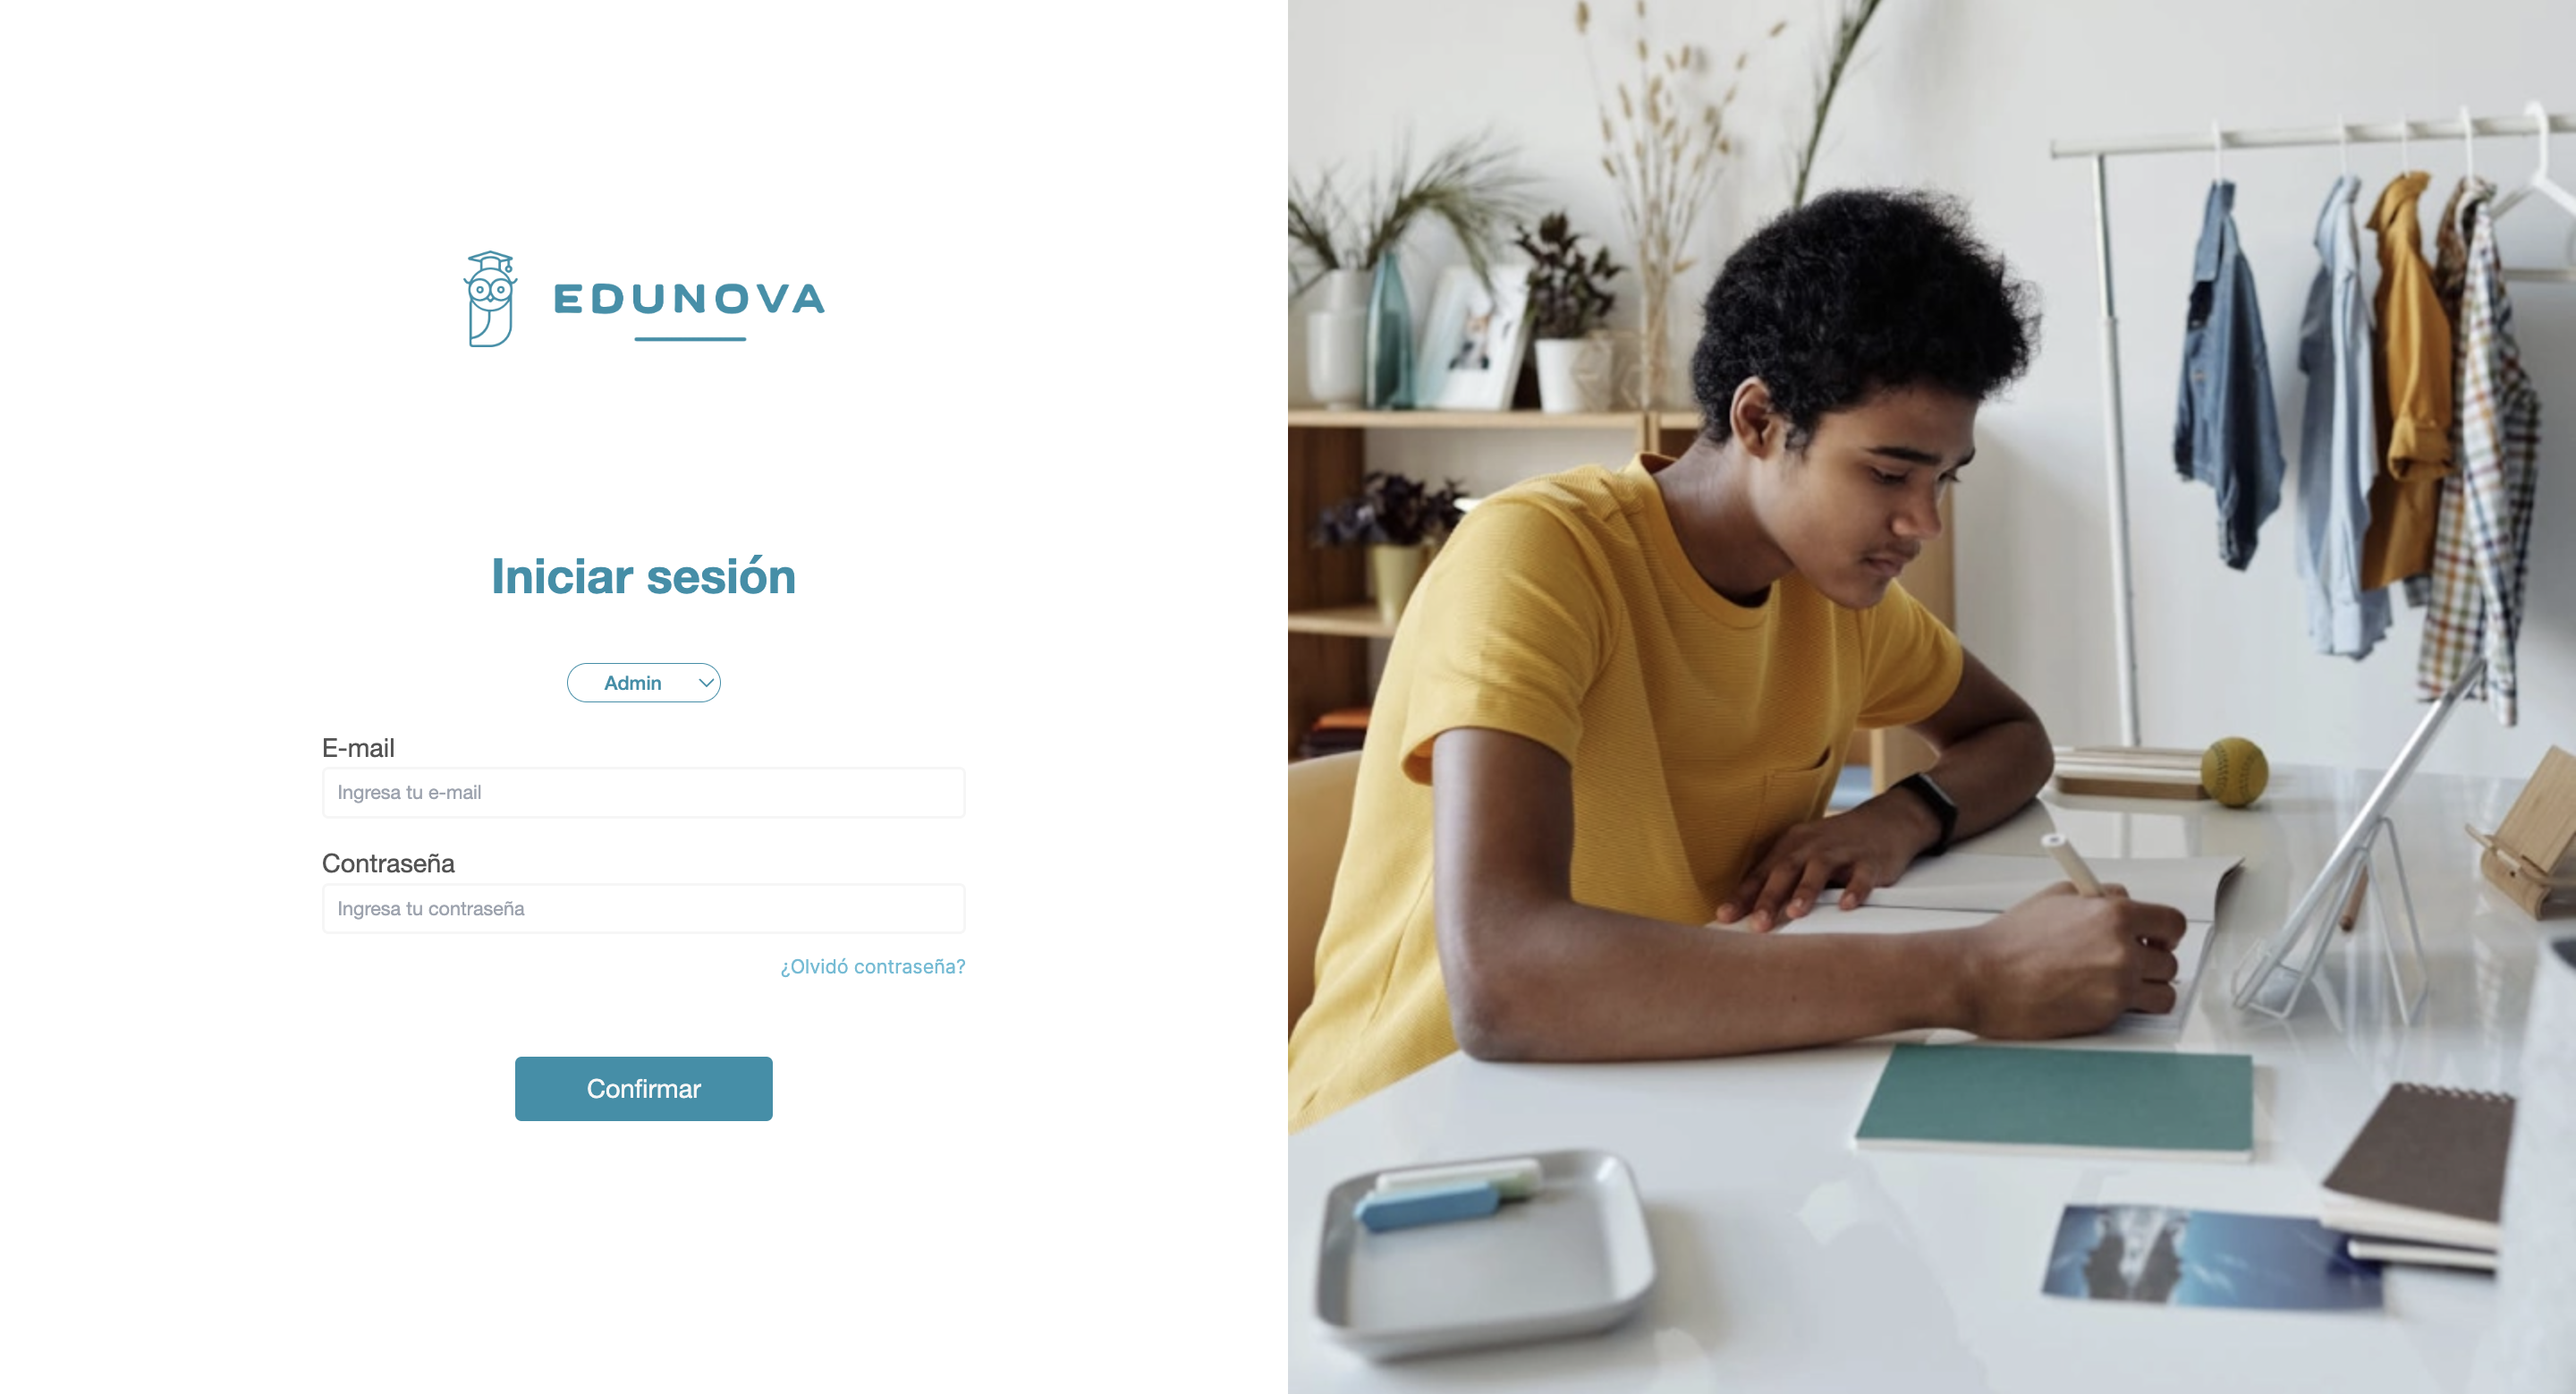 EDUNOVA
Iniciar sesión
Admin
E-mail
Ingresa tu e-mail
Contraseña
Ingresa tu contraseña
¿Olvidó contraseña?
Confirmar